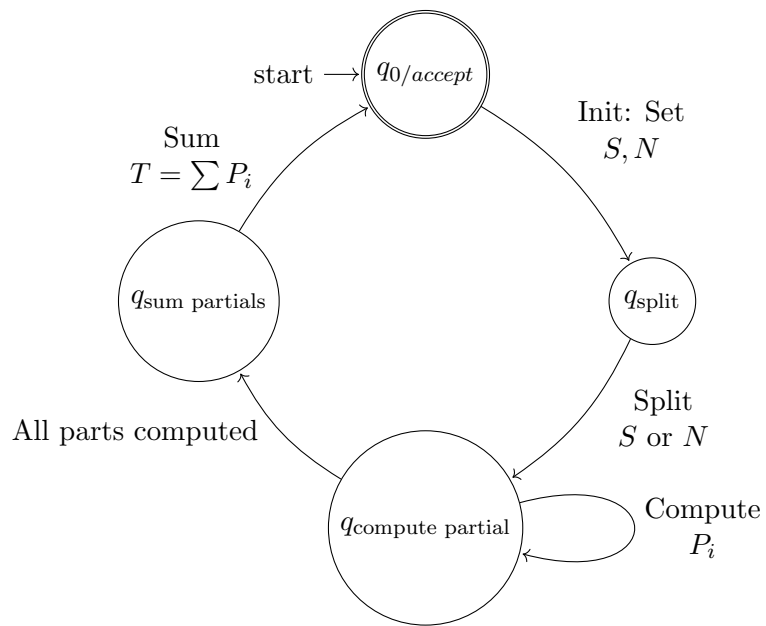 start
q0/accept
Init: Set
S, N
Sum
T = ∑ Pi
qsum partials
qsplit
Split
S or N
All parts computed
qcompute partial
Compute
Pi